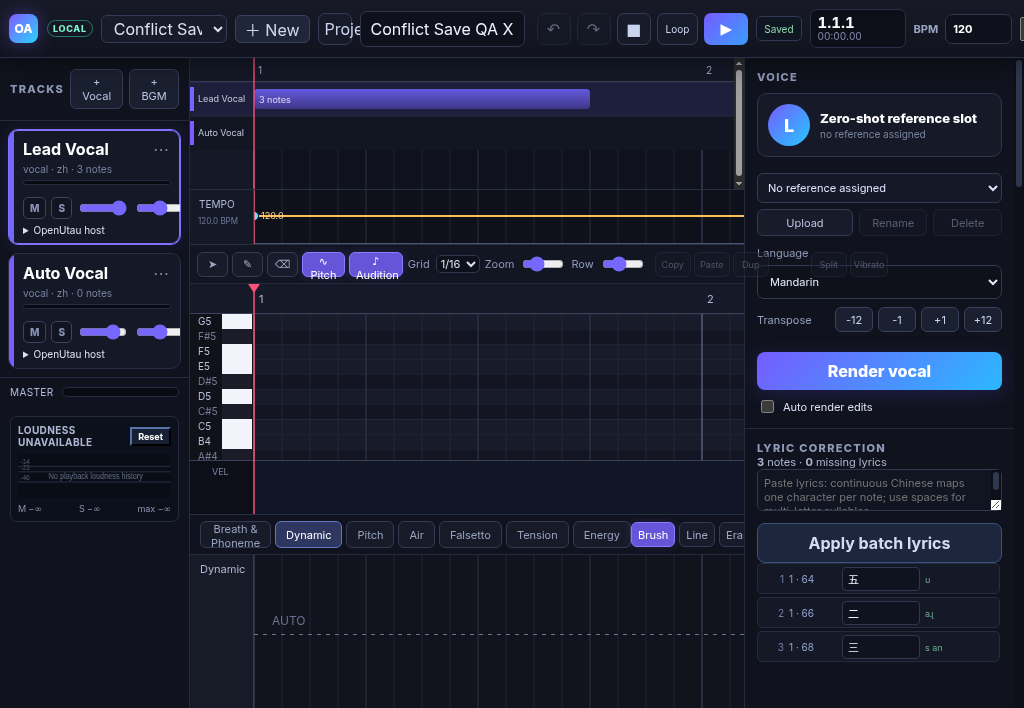 OA LOCAL Conflict Sav + New Proje Conflict Save QA X Loop Saved 1.1.1 BPM 120
00:00.00
TRACKS + Vocal + BGM
Lead Vocal ...
vocal · zh · 3 notes
M S
▶ OpenUtau host
Auto Vocal ...
vocal · zh · 0 notes
M S
▶ OpenUtau host
MASTER
LOUDNESS UNAVAILABLE Reset
-14
-23
-40
No playback loudness history
M −∞ S −∞ max −∞
1 2
Lead Vocal 3 notes
Auto Vocal
TEMPO
120.0 BPM
120.0
Pitch Audition Grid 1/16 Zoom Row Copy Paste Dup Split Vibrato
1 2
G5
F#5
F5
E5
D#5
D5
C#5
C5
B4
A#4
VEL
Breath & Phoneme Dynamic Pitch Air Falsetto Tension Energy Brush Line Era
Dynamic
AUTO
VOICE
L Zero-shot reference slot
no reference assigned
No reference assigned
Upload Rename Delete
Language
Mandarin
Transpose -12 -1 +1 +12
Render vocal
Auto render edits
LYRIC CORRECTION
3 notes · 0 missing lyrics
Paste lyrics: continuous Chinese maps
one character per note; use spaces for
multi-letter syllables
Apply batch lyrics
1 1 · 64 五 u
2 1 · 66 二 aɻ
3 1 · 68 三 s an